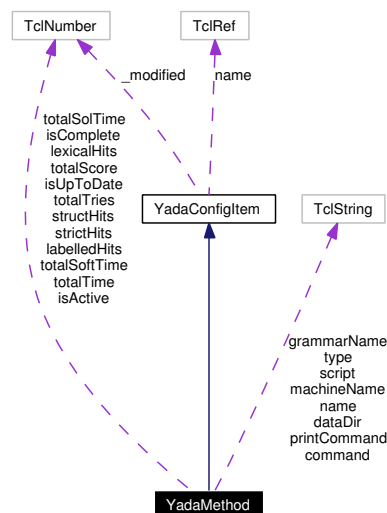 TclNumber
TclRef
_modified
name
totalSolTime
isComplete
lexicalHits
totalScore
isUpToDate
totalTries
structHits
strictHits
labelledHits
totalSoftTime
totalTime
isActive
YadaConfigItem
TclString
grammarName
type
script
machineName
name
dataDir
printCommand
command
YadaMethod